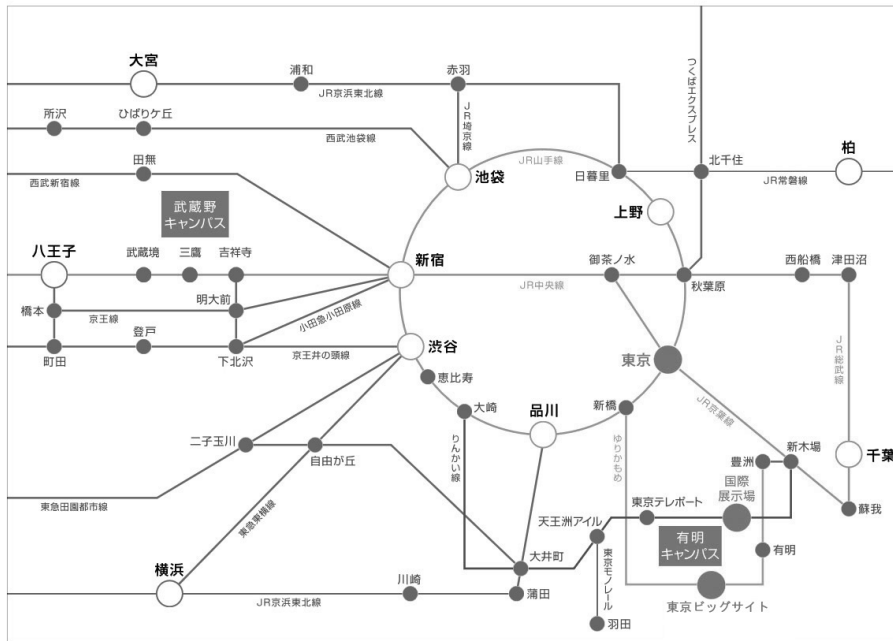 大宮
浦和
赤羽
JR京浜東北線
つくばエクスプレス
所沢
ひばりケ丘
西武池袋線
JR埼京線
JR山手線
田無
西武新宿線
池袋
日暮里
北千住
柏
JR常磐線
上野
武蔵野
キャンパス
八王子
武蔵境
三鷹
吉祥寺
新宿
御茶ノ水
JR中央線
秋葉原
西船橋
津田沼
橋本
京王線
明大前
小田急小田原線
町田
登戸
下北沢
京王井の頭線
渋谷
東京
JR総武線
恵比寿
大崎
品川
新橋
JR京葉線
二子玉川
自由が丘
りんかい線
ゆりかもめ
豊洲
新木場
千葉
東急田園都市線
東急東横線
国際
展示場
東京テレポート
蘇我
天王洲アイル
有明
キャンパス
有明
横浜
大井町
川崎
JR京浜東北線
蒲田
東京モノレール
東京ビッグサイト
羽田